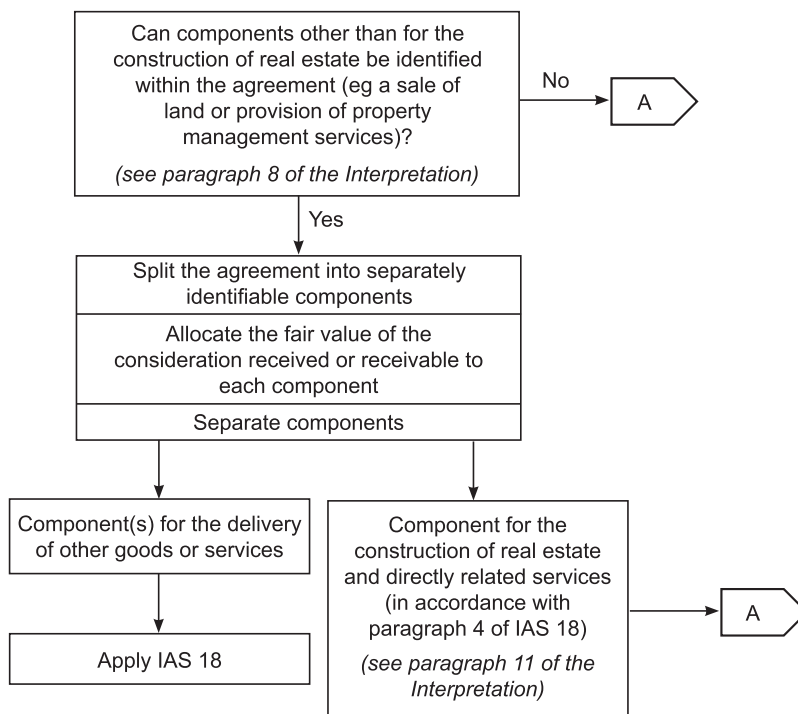 Can components other than for the
construction of real estate be identified
within the agreement (eg a sale of
land or provision of property
management services)?
(see paragraph 8 of the Interpretation)
No
A
Yes
Split the agreement into separately
identifiable components
Allocate the fair value of the
consideration received or receivable to
each component
Separate components
Component(s) for the delivery
of other goods or services
Apply IAS 18
Component for the
construction of real estate
and directly related services
(in accordance with
paragraph 4 of IAS 18)
(see paragraph 11 of the
Interpretation)
A